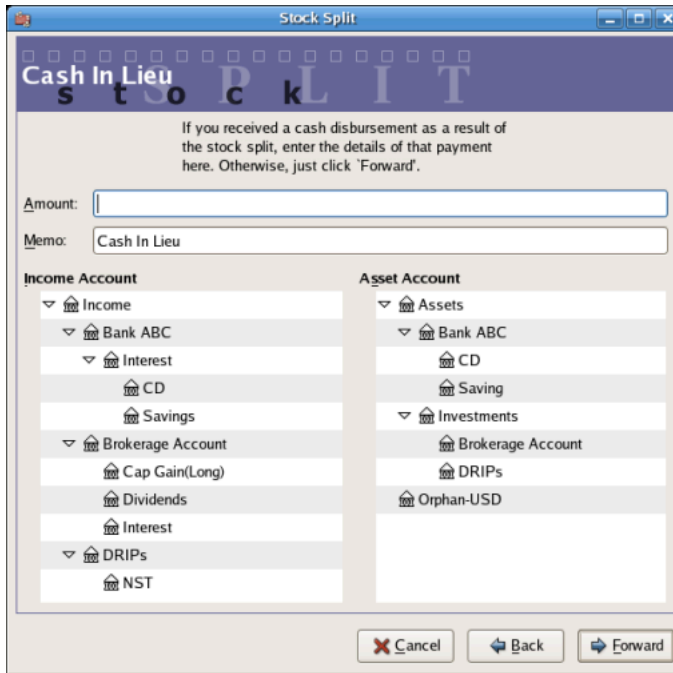 Stock Split
Cash In Lieu
stock
SPLIT
If you received a cash disbursement as a result of
the stock split, enter the details of that payment
here. Otherwise, just click `Forward'.
Amount:
Memo: Cash In Lieu
Income Account
Income
Bank ABC
Interest
CD
Savings
Brokerage Account
Cap Gain(Long)
Dividends
Interest
DRIPs
NST
Asset Account
Assets
Bank ABC
CD
Saving
Investments
Brokerage Account
DRIPs
Orphan-USD
Cancel Back Forward